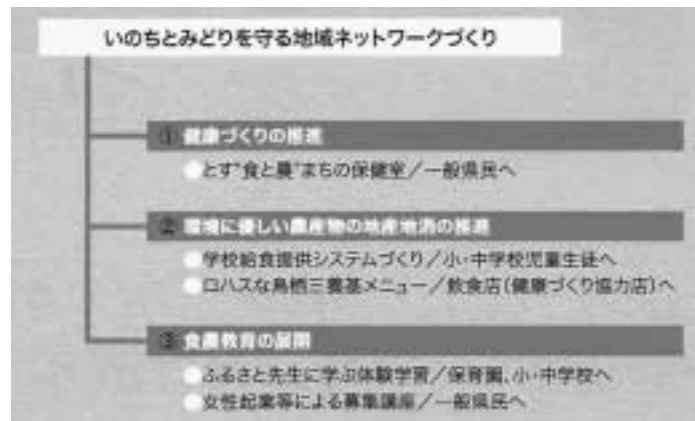 いのちとみどりを守る地域ネットワークづくり
① 健康づくりの推進
●とす"食と農"まちの保健室／一般県民へ
② 環境に優しい農産物の地産地消の推進
●学校給食提供システムづくり／小・中学校児童生徒へ
●ロハスな鳥栖三養基メニュー／飲食店(健康づくり協力店)へ
③ 食農教育の展開
●ふるさと先生に学ぶ体験学習／保育園、小・中学校へ
●女性起業等による募集講座／一般県民へ